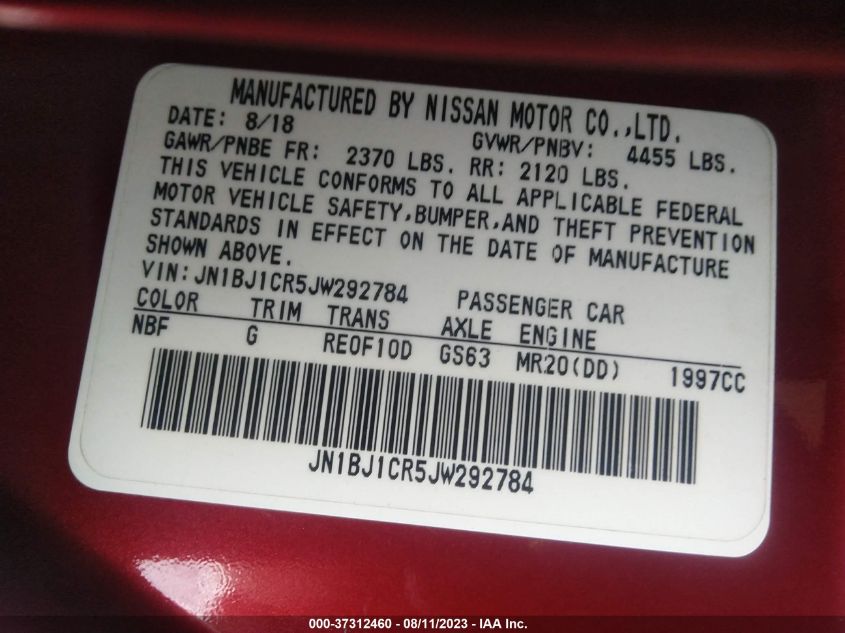 MANUFACTURED BY NISSAN MOTOR CO.,LTD.
DATE: 8/18 GVWR/PNBV: 4455 LBS.
GAWR/PNBE FR: 2370 LBS. RR: 2120 LBS.
THIS VEHICLE CONFORMS TO ALL APPLICABLE FEDERAL
MOTOR VEHICLE SAFETY,BUMPER,AND THEFT PREVENTION
STANDARDS IN EFFECT ON THE DATE OF MANUFACTURE
SHOWN ABOVE.
VIN:JN1BJ1CR5JW292784 PASSENGER CAR
COLOR TRIM TRANS AXLE ENGINE
NBF G RE0F10D GS63 MR20(DD) 1997CC
JN1BJ1CR5JW292784
000-37312460 - 08/11/2023 - IAA Inc.